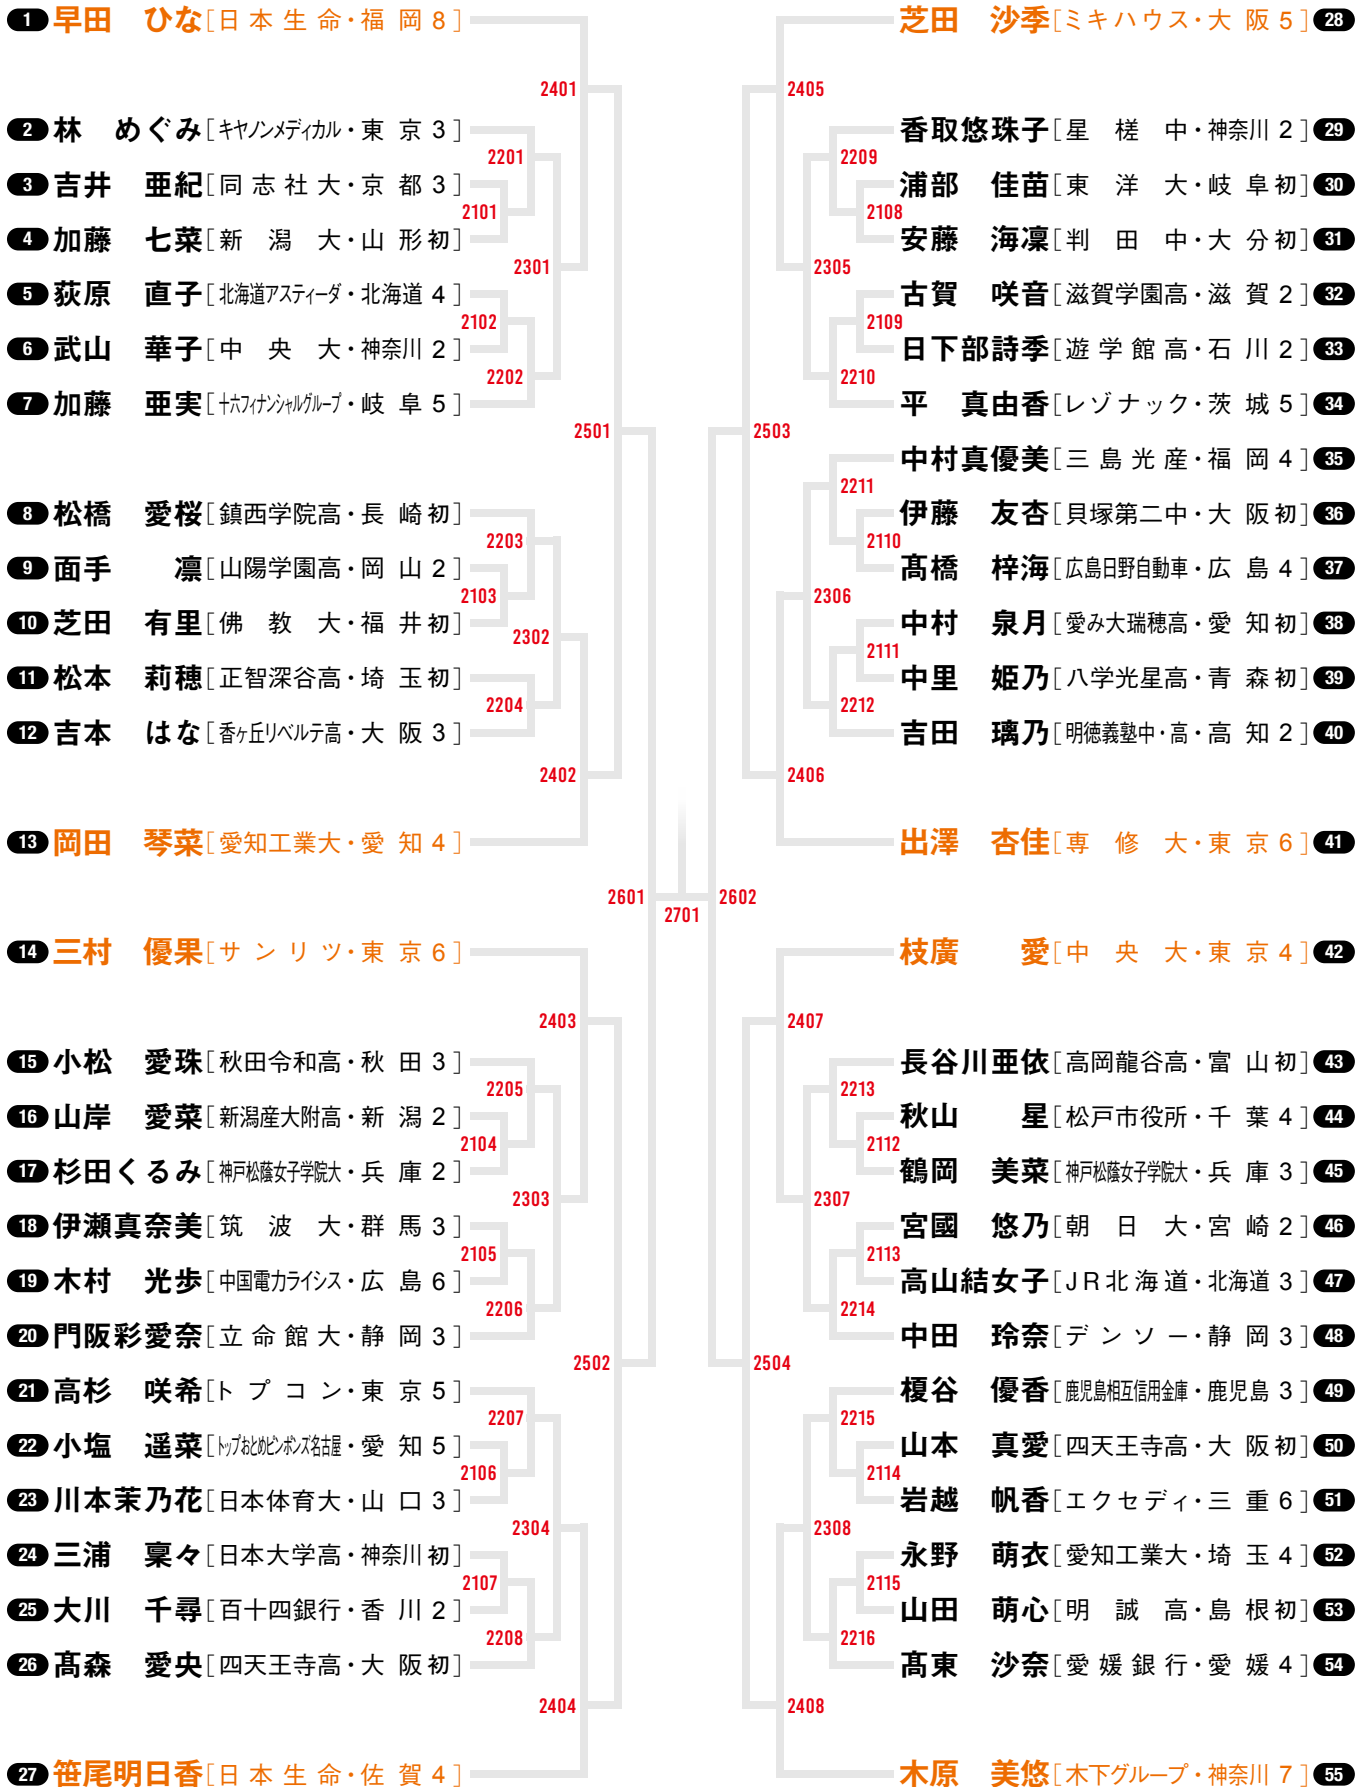 1 早田 ひな［日本生命・福岡 8］
2401
2 林 めぐみ［キヤノンメディカル・東京 3］
2201
3 吉井 亜紀［同志社大・京都 3］
2101
4 加藤 七菜［新潟大・山形 初］
2301
5 荻原 直子［北海道アスティーダ・北海道 4］
2102
6 武山 華子［中央大・神奈川 2］
2202
7 加藤 亜実［十六フィナンシャルグループ・岐阜 5］
2501
8 松橋 愛桜［鎮西学院高・長崎 初］
2203
9 面手 凛［山陽学園高・岡山 2］
2103
10 芝田 有里［佛教大・福井 初］
2302
11 松本 莉穂［正智深谷高・埼玉 初］
2204
12 吉本 はな［香ヶ丘リベルテ高・大阪 3］
2402
13 岡田 琴菜［愛知工業大・愛知 4］
2601
14 三村 優果［サンリツ・東京 6］
2403
15 小松 愛珠［秋田令和高・秋田 3］
2205
16 山岸 愛菜［新潟産大附高・新潟 2］
2104
17 杉田くるみ［神戸松蔭女子学院大・兵庫 2］
2303
18 伊瀬真奈美［筑波大・群馬 3］
2105
19 木村 光歩［中国電力ライシス・広島 6］
2206
20 門阪彩愛奈［立命館大・静岡 3］
2502
21 高杉 咲希［トプコン・東京 5］
2207
22 小塩 遥菜［トップおとめピンポンズ名古屋・愛知 5］
2106
23 川本茉乃花［日本体育大・山口 3］
2304
24 三浦 稟々［日本大学高・神奈川 初］
2107
25 大川 千尋［百十四銀行・香川 2］
2208
26 髙森 愛央［四天王寺高・大阪 初］
2404
27 笹尾明日香［日本生命・佐賀 4］
2701
芝田 沙季［ミキハウス・大阪 5］28
2405
香取悠珠子［星槎中・神奈川 2］29
2209
浦部 佳苗［東洋大・岐阜 初］30
2108
安藤 海凜［判田中・大分 初］31
2305
古賀 咲音［滋賀学園高・滋賀 2］32
2109
日下部詩季［遊学館高・石川 2］33
2210
平 真由香［レゾナック・茨城 5］34
2503
中村真優美［三島光産・福岡 4］35
2211
伊藤 友杏［貝塚第二中・大阪 初］36
2110
髙橋 梓海［広島日野自動車・広島 4］37
2306
中村 泉月［愛み大瑞穂高・愛知 初］38
2111
中里 姫乃［八学光星高・青森 初］39
2212
吉田 璃乃［明徳義塾中・高・高知 2］40
2406
出澤 杏佳［専修大・東京 6］41
2602
枝廣 愛［中央大・東京 4］42
2407
長谷川亜依［高岡龍谷高・富山 初］43
2213
秋山 星［松戸市役所・千葉 4］44
2112
鶴岡 美菜［神戸松蔭女子学院大・兵庫 3］45
2307
宮國 悠乃［朝日大・宮崎 2］46
2113
高山結女子［JR北海道・北海道 3］47
2214
中田 玲奈［デンソー・静岡 3］48
2504
榎谷 優香［鹿児島相互信用金庫・鹿児島 3］49
2215
山本 真愛［四天王寺高・大阪 初］50
2114
岩越 帆香［エクセディ・三重 6］51
2308
永野 萌衣［愛知工業大・埼玉 4］52
2115
山田 萌心［明誠高・島根 初］53
2216
髙東 沙奈［愛媛銀行・愛媛 4］54
2408
木原 美悠［木下グループ・神奈川 7］55